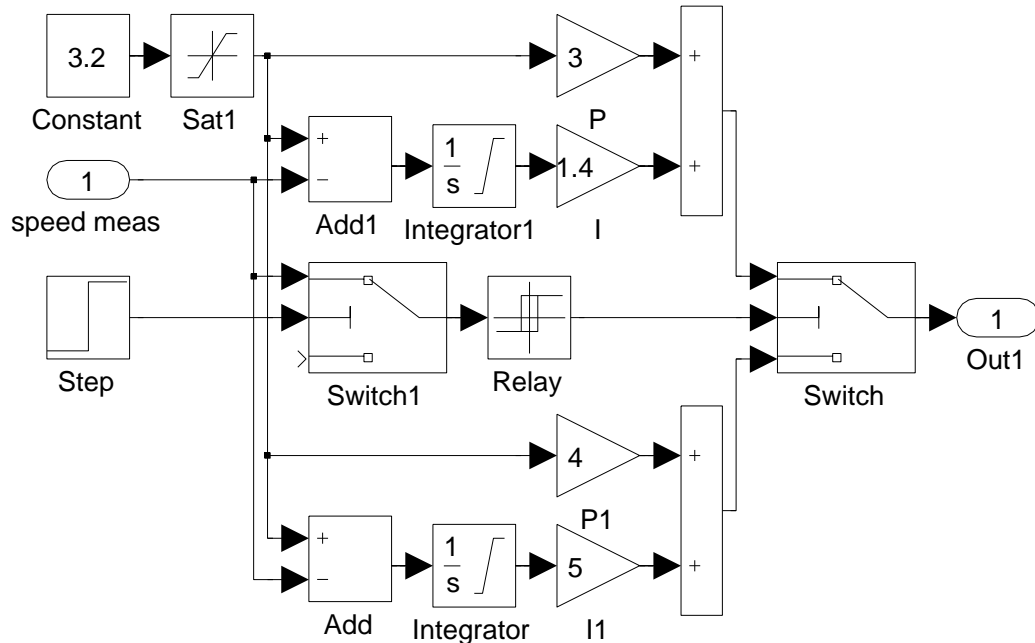 3.2
Constant
Sat1
3
P
+
+
+
−
Add1
1
s
Integrator1
1.4
I
1
speed meas
Step
Switch1
Relay
Switch
1
Out1
4
P1
+
+
+
−
Add
1
s
Integrator
5
I1